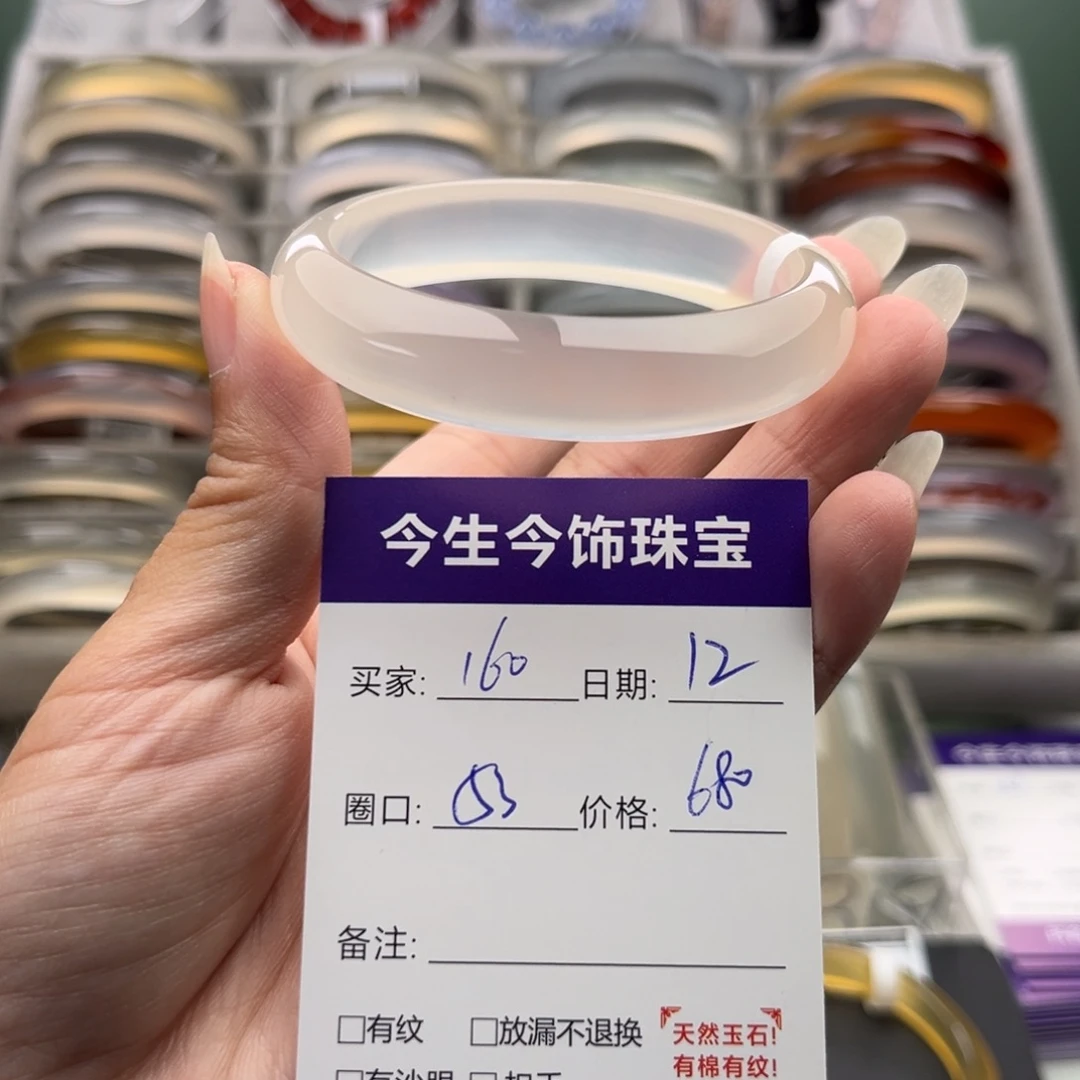 今生今饰珠宝
买家: 160 日期: 12
圈口: 53 价格: 680
备注:
□有纹 □放漏不退换
天然玉石!
有棉有纹!